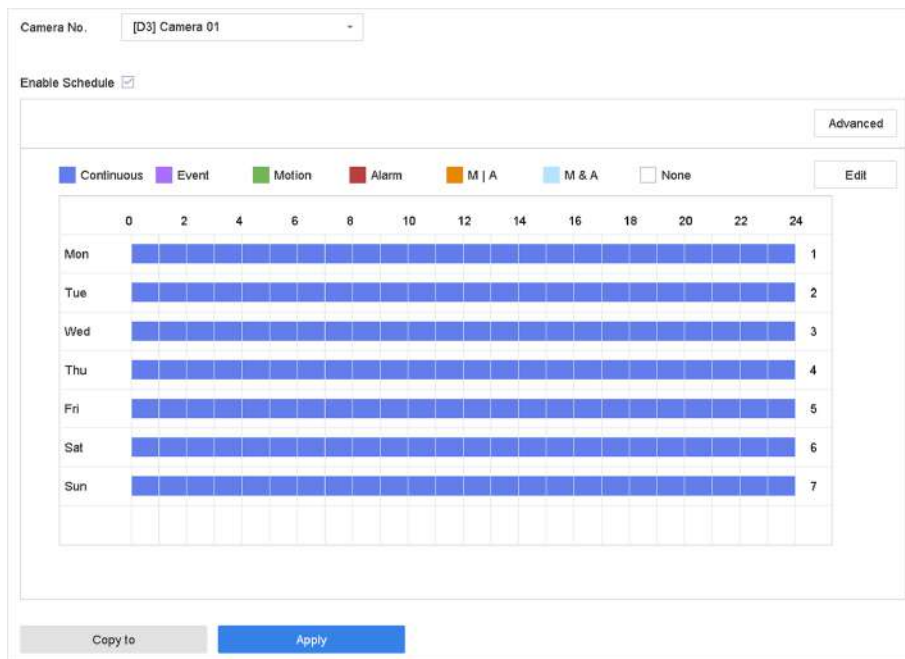 Camera No. [D3] Camera 01
Enable Schedule
Advanced
Continuous Event Motion Alarm M | A M & A None Edit
0 2 4 6 8 10 12 14 16 18 20 22 24
Mon 1
Tue 2
Wed 3
Thu 4
Fri 5
Sat 6
Sun 7
Copy to Apply